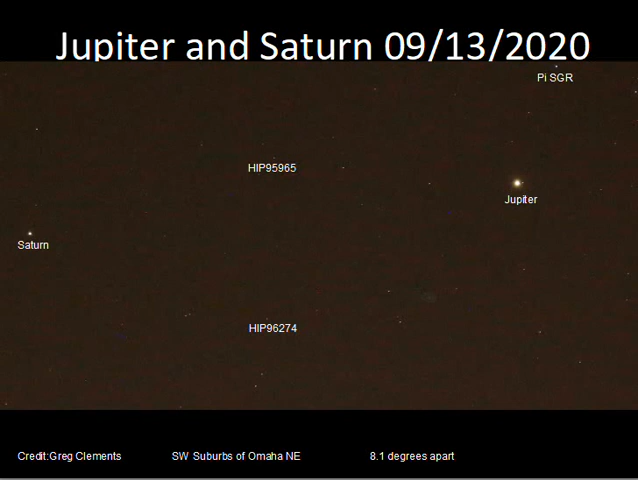 Jupiter and Saturn 09/13/2020
Pi SGR
HIP95965
Jupiter
Saturn
HIP96274
Credit:Greg Clements SW Suburbs of Omaha NE 8.1 degrees apart